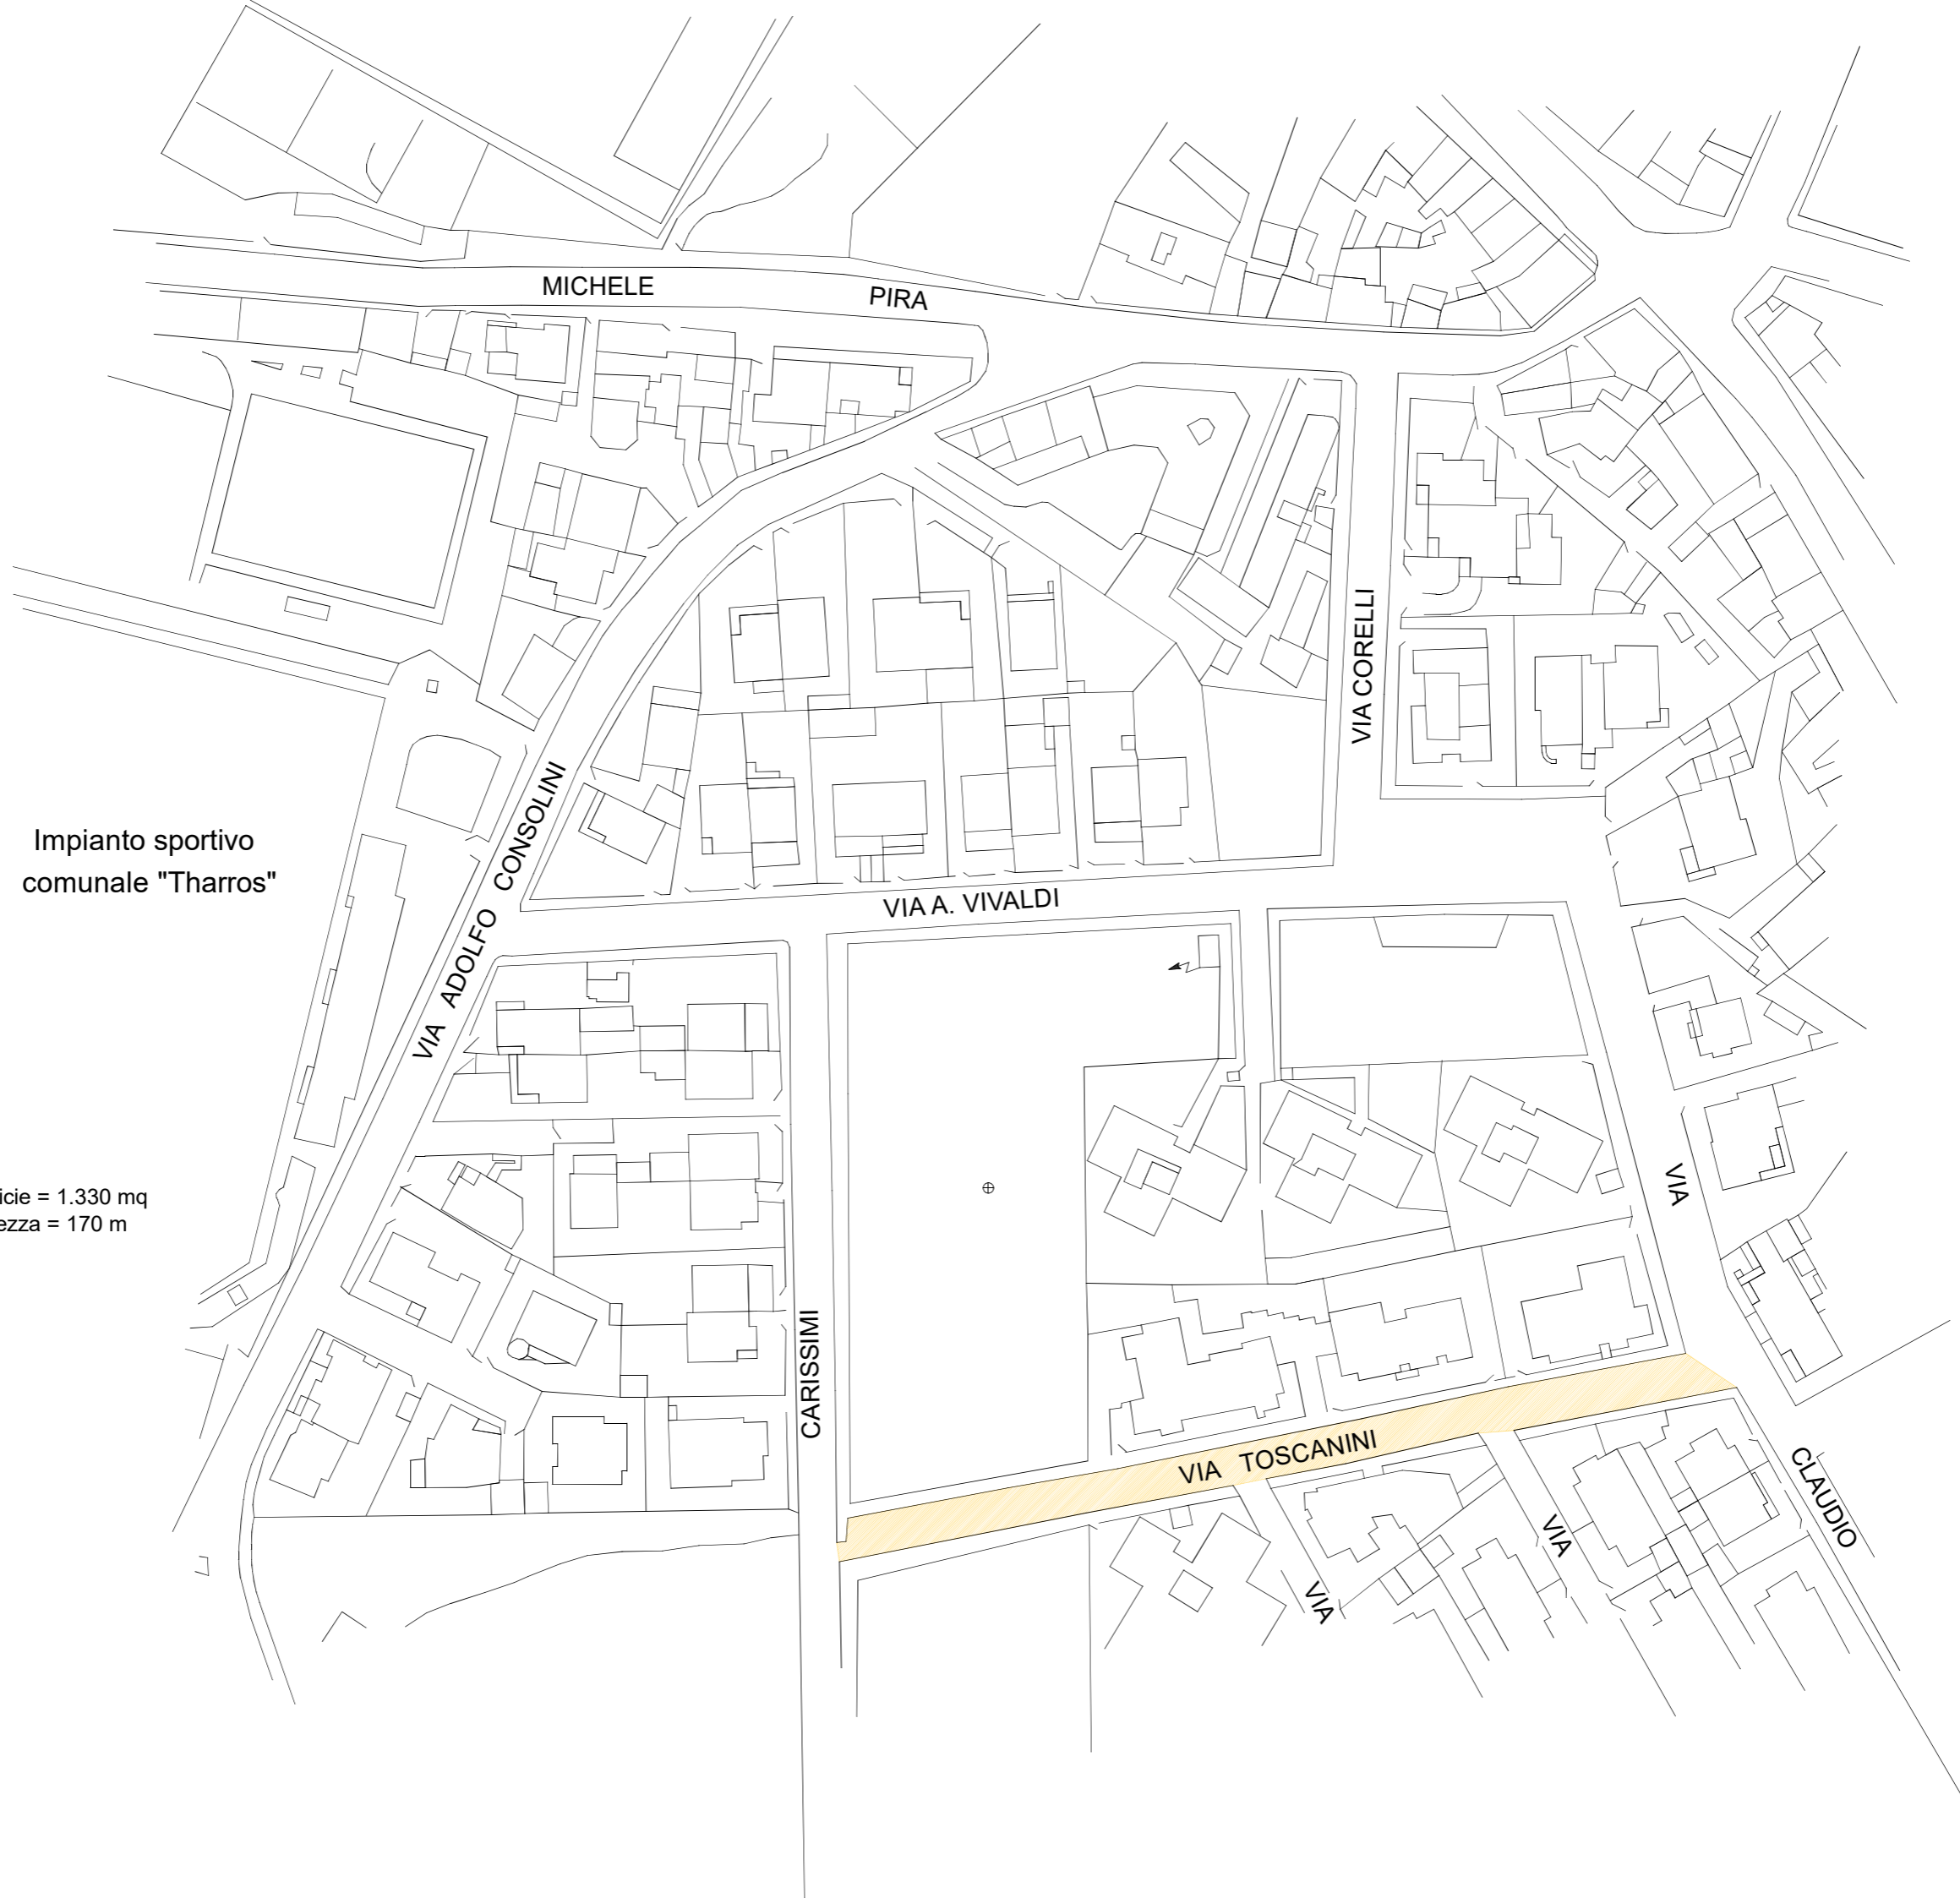 MICHELE
PIRA
VIA CORELLI
VIA ADOLFO CONSOLINI
Impianto sportivo
comunale "Tharros"
VIA A. VIVALDI
icie = 1.330 mq
ezza = 170 m
VIA
CARISSIMI
VIA TOSCANINI
CLAUDIO
VIA
VIA